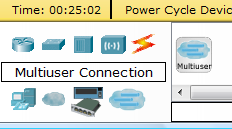 Time: 00:25:02 Power Cycle Devic
Multiuser
Multiuser Connection